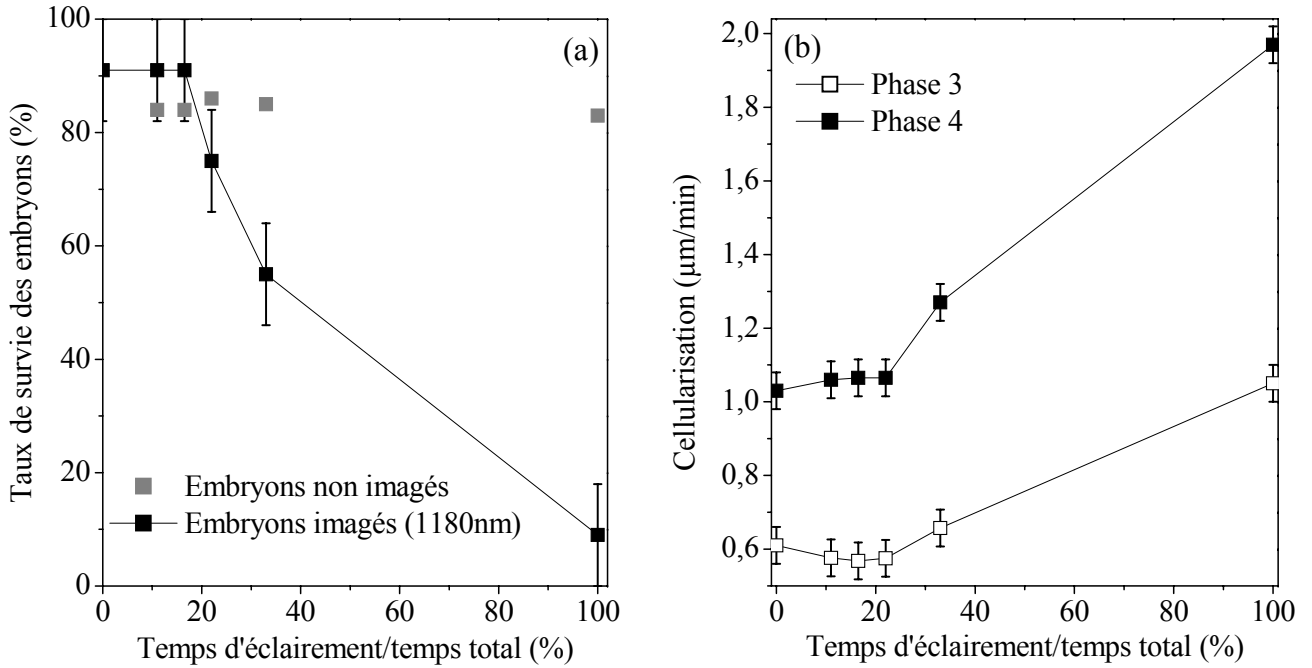 100
80
60
40
20
0
Taux de survie des embryons (%)
(a)
Embryons non imagés
Embryons imagés (1180nm)
0 20 40 60 80 100
Temps d'éclairement/temps total (%)
2,0
1,8
1,6
1,4
1,2
1,0
0,8
0,6
Cellularisation (µm/min)
(b)
Phase 3
Phase 4
0 20 40 60 80 100
Temps d'éclairement/temps total (%)